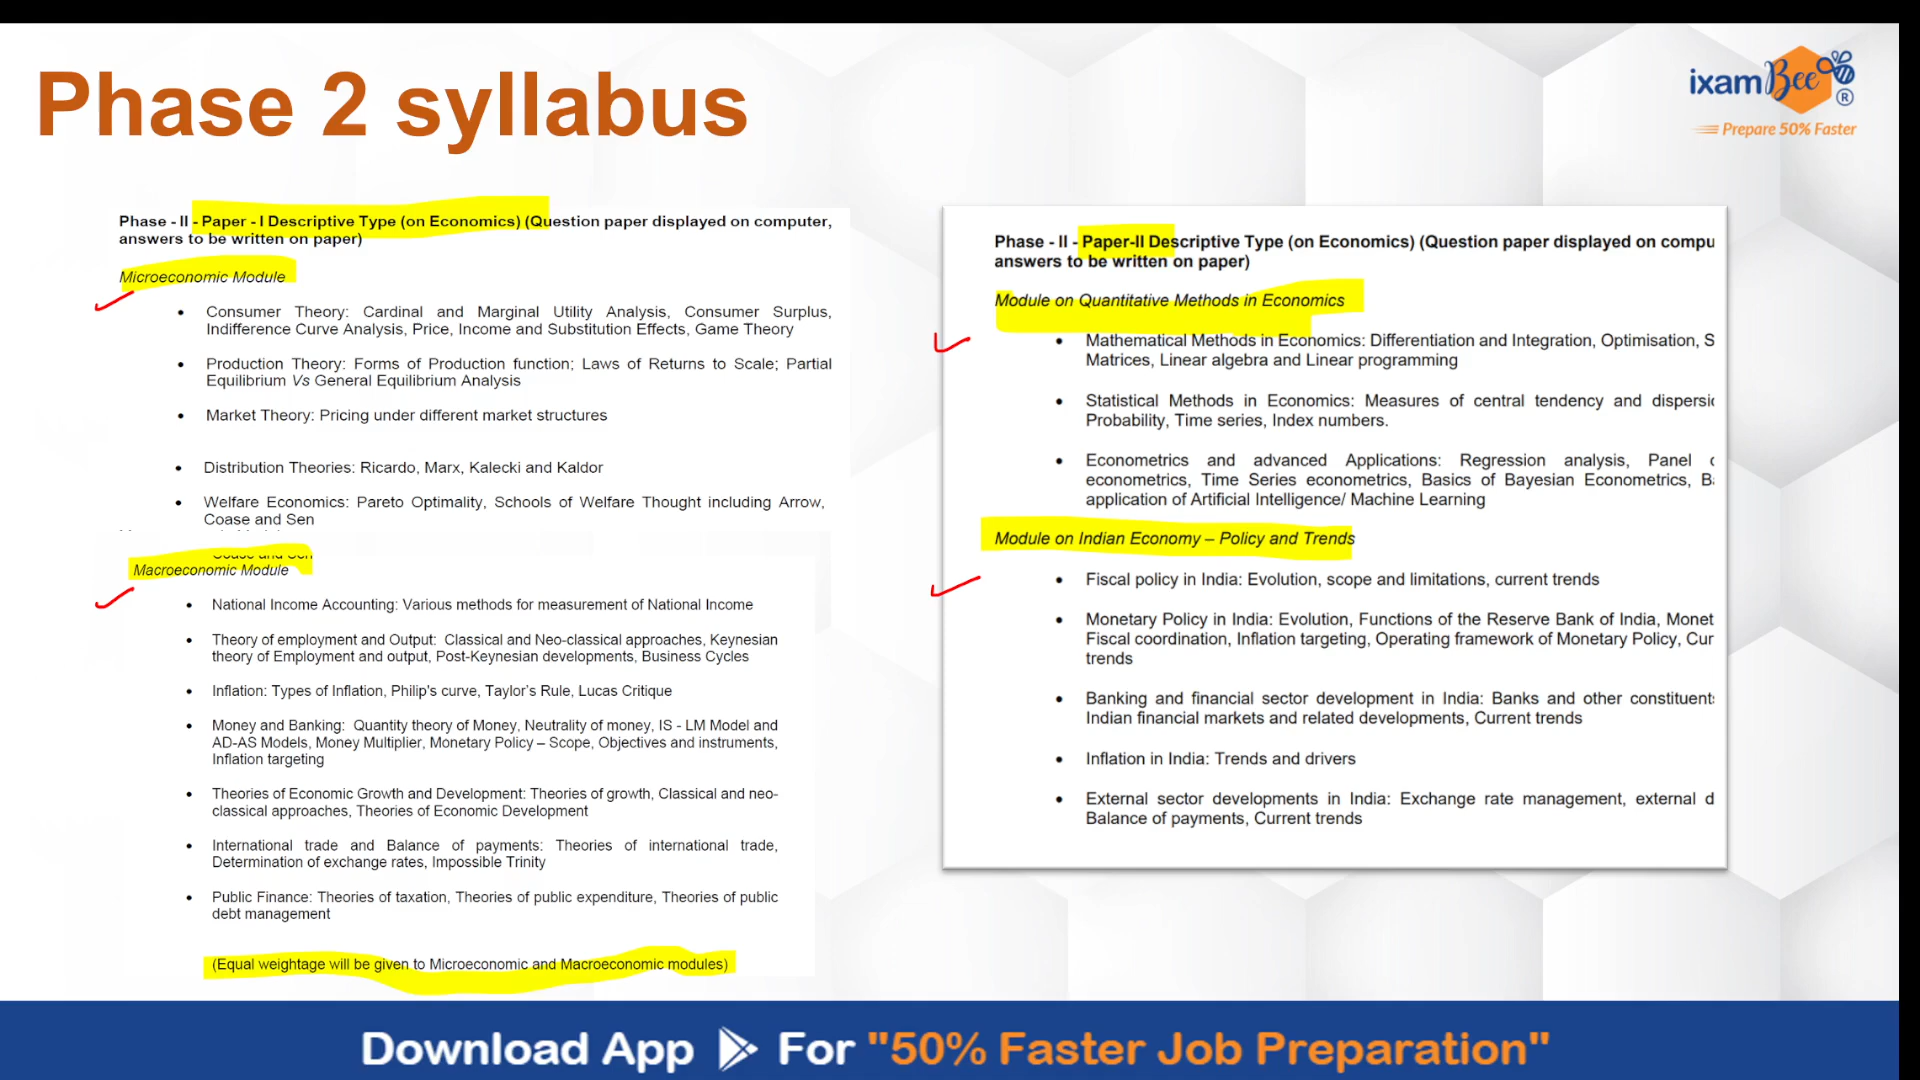 Phase 2 syllabus
ixamBee ®
Prepare 50% Faster
Phase - II - Paper - I Descriptive Type (on Economics) (Question paper displayed on computer,
answers to be written on paper)
Microeconomic Module
• Consumer Theory: Cardinal and Marginal Utility Analysis, Consumer Surplus,
Indifference Curve Analysis, Price, Income and Substitution Effects, Game Theory
• Production Theory: Forms of Production function; Laws of Returns to Scale; Partial
Equilibrium Vs General Equilibrium Analysis
• Market Theory: Pricing under different market structures
• Distribution Theories: Ricardo, Marx, Kalecki and Kaldor
• Welfare Economics: Pareto Optimality, Schools of Welfare Thought including Arrow,
Coase and Sen
Macroeconomic Module
• National Income Accounting: Various methods for measurement of National Income
• Theory of employment and Output: Classical and Neo-classical approaches, Keynesian
theory of Employment and output, Post-Keynesian developments, Business Cycles
• Inflation: Types of Inflation, Philip's curve, Taylor's Rule, Lucas Critique
• Money and Banking: Quantity theory of Money, Neutrality of money, IS - LM Model and
AD-AS Models, Money Multiplier, Monetary Policy – Scope, Objectives and instruments,
Inflation targeting
• Theories of Economic Growth and Development: Theories of growth, Classical and neo-
classical approaches, Theories of Economic Development
• International trade and Balance of payments: Theories of international trade,
Determination of exchange rates, Impossible Trinity
• Public Finance: Theories of taxation, Theories of public expenditure, Theories of public
debt management
(Equal weightage will be given to Microeconomic and Macroeconomic modules)
Phase - II - Paper-II Descriptive Type (on Economics) (Question paper displayed on compu
answers to be written on paper)
Module on Quantitative Methods in Economics
• Mathematical Methods in Economics: Differentiation and Integration, Optimisation, S
Matrices, Linear algebra and Linear programming
• Statistical Methods in Economics: Measures of central tendency and dispersi
Probability, Time series, Index numbers.
• Econometrics and advanced Applications: Regression analysis, Panel
econometrics, Time Series econometrics, Basics of Bayesian Econometrics, B
application of Artificial Intelligence/ Machine Learning
Module on Indian Economy – Policy and Trends
• Fiscal policy in India: Evolution, scope and limitations, current trends
• Monetary Policy in India: Evolution, Functions of the Reserve Bank of India, Monet
Fiscal coordination, Inflation targeting, Operating framework of Monetary Policy, Cur
trends
• Banking and financial sector development in India: Banks and other constituent
Indian financial markets and related developments, Current trends
• Inflation in India: Trends and drivers
• External sector developments in India: Exchange rate management, external d
Balance of payments, Current trends
Download App For "50% Faster Job Preparation"